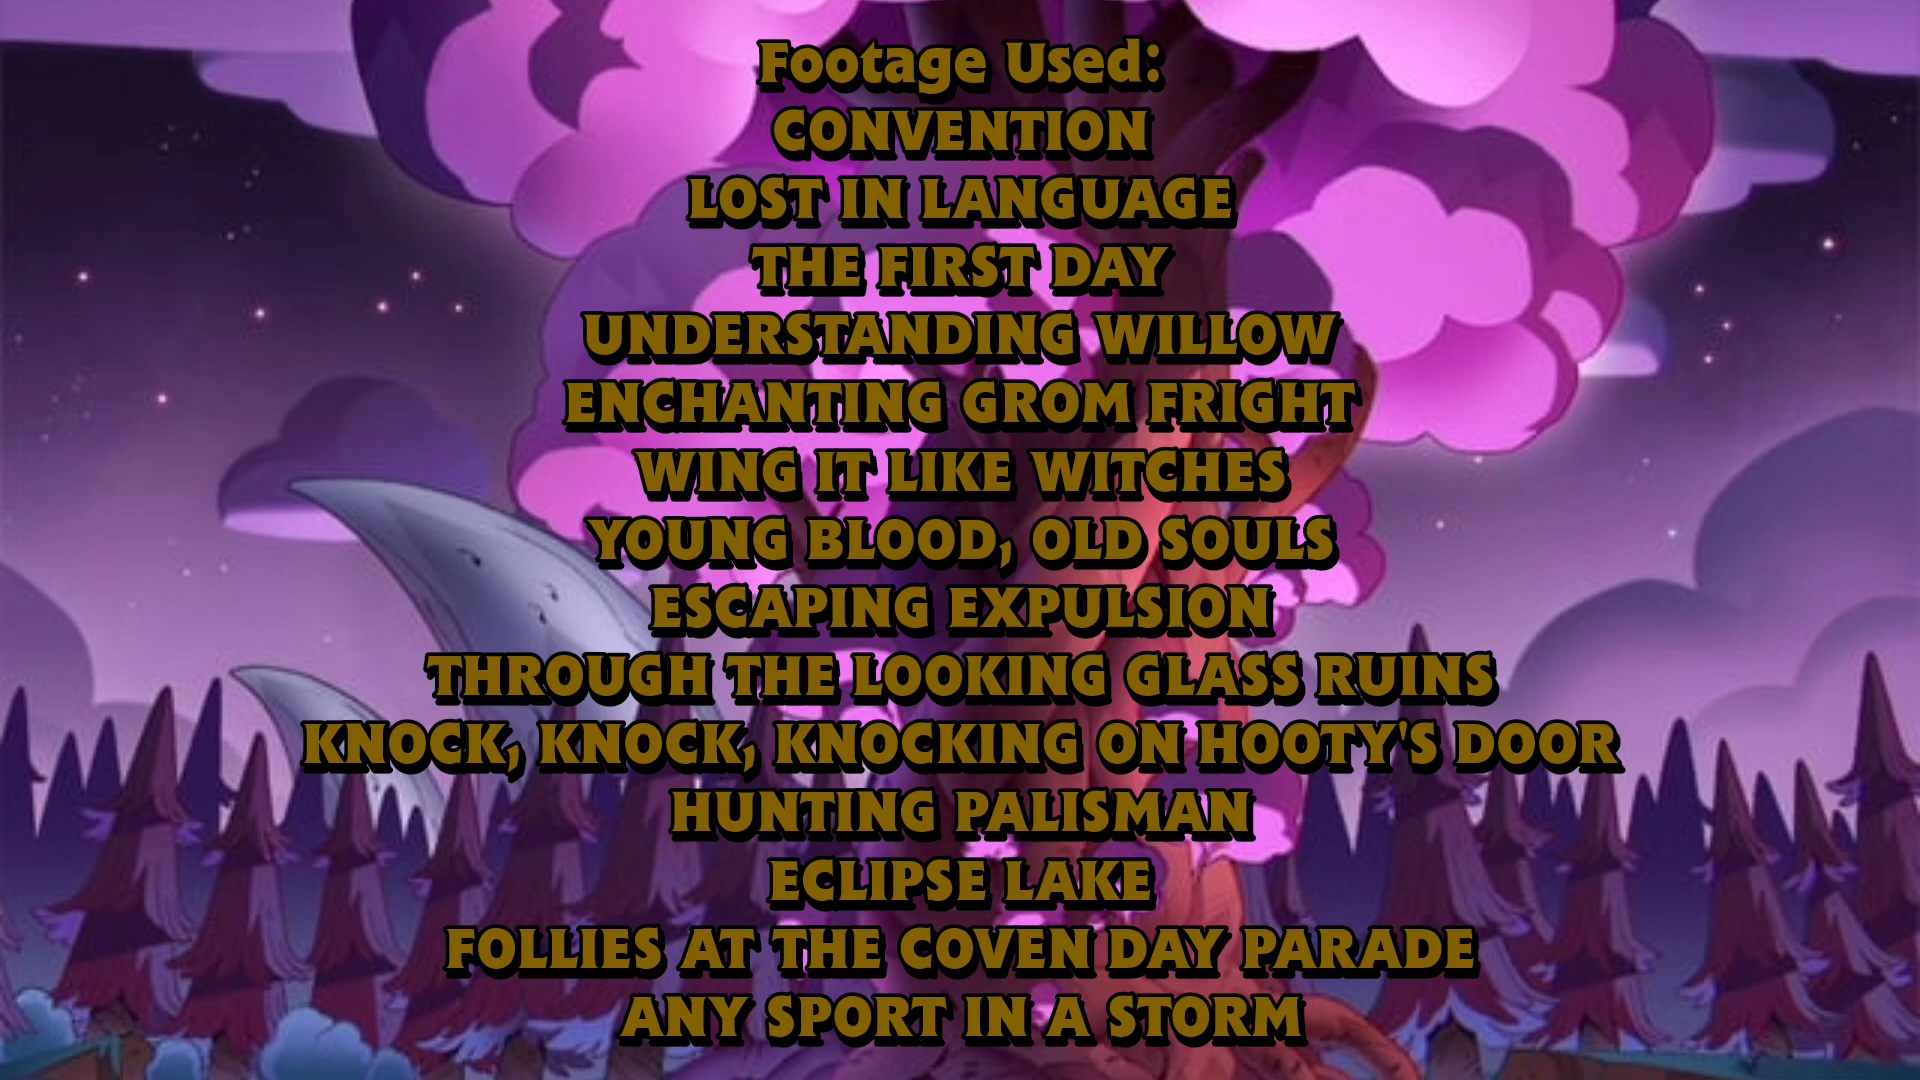 Footage Used:
CONVENTION
LOST IN LANGUAGE
THE FIRST DAY
UNDERSTANDING WILLOW
ENCHANTING GROM FRIGHT
WING IT LIKE WITCHES
YOUNG BLOOD, OLD SOULS
ESCAPING EXPULSION
THROUGH THE LOOKING GLASS RUINS
KNOCK, KNOCK, KNOCKING ON HOOTY'S DOOR
HUNTING PALISMAN
ECLIPSE LAKE
FOLLIES AT THE COVEN DAY PARADE
ANY SPORT IN A STORM